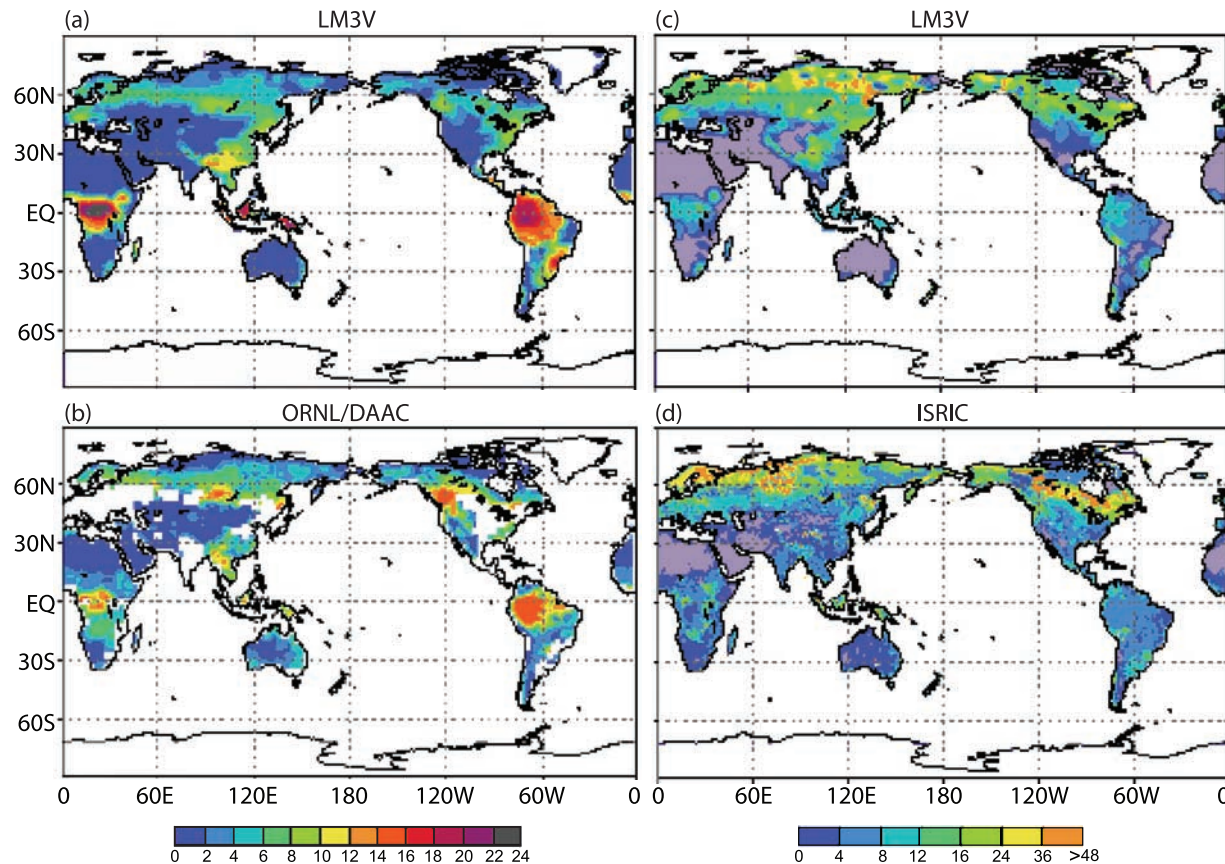 (a) LM3V
(c) LM3V
60N
30N
EQ
30S
60S
(b) ORNL/DAAC
(d) ISRIC
60N
30N
EQ
30S
60S
0 60E 120E 180 120W 60W 0
60E 120E 180 120W 60W 0
0 2 4 6 8 10 12 14 16 18 20 22 24
0 4 8 12 16 24 36 >48